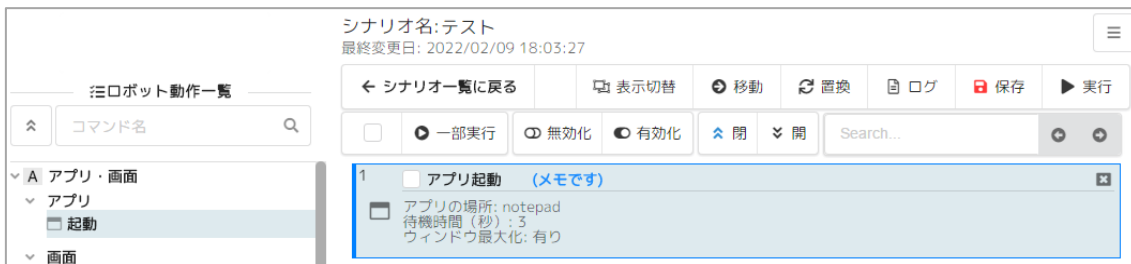 シナリオ名:テスト
最終変更日: 2022/02/09 18:03:27
ロボット動作一覧
コマンド名
A アプリ・画面
アプリ
起動
画面
シナリオ一覧に戻る 表示切替 移動 置換 ログ 保存 実行
一部実行 無効化 有効化 閉 開 Search...
1 アプリ起動 (メモです)
アプリの場所: notepad
待機時間（秒）: 3
ウィンドウ最大化: 有り